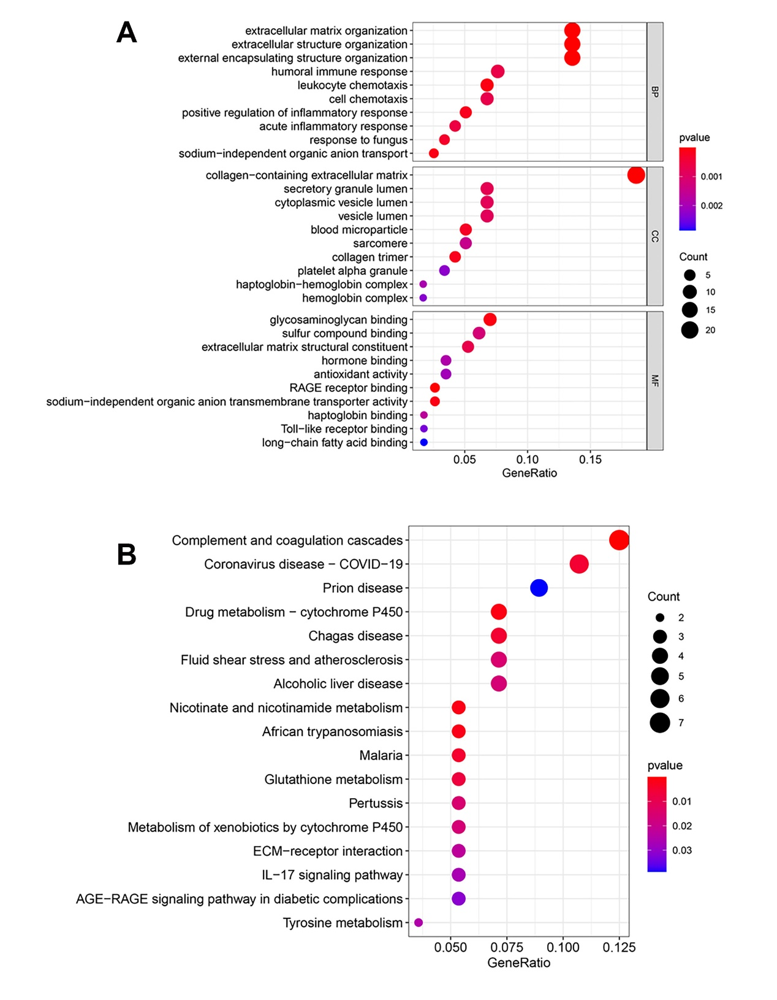 A
extracellular matrix organization
extracellular structure organization
external encapsulating structure organization
humoral immune response
leukocyte chemotaxis
cell chemotaxis
positive regulation of inflammatory response
acute inflammatory response
response to fungus
sodium−independent organic anion transport
BP
collagen−containing extracellular matrix
secretory granule lumen
cytoplasmic vesicle lumen
vesicle lumen
blood microparticle
sarcomere
collagen trimer
platelet alpha granule
haptoglobin−hemoglobin complex
hemoglobin complex
CC
glycosaminoglycan binding
sulfur compound binding
extracellular matrix structural constituent
hormone binding
antioxidant activity
RAGE receptor binding
sodium−independent organic anion transmembrane transporter activity
haptoglobin binding
Toll−like receptor binding
long−chain fatty acid binding
MF
0.05 0.10 0.15
GeneRatio
pvalue
0.001
0.002
Count
5
10
15
20
B
Complement and coagulation cascades
Coronavirus disease − COVID−19
Prion disease
Drug metabolism − cytochrome P450
Chagas disease
Fluid shear stress and atherosclerosis
Alcoholic liver disease
Nicotinate and nicotinamide metabolism
African trypanosomiasis
Malaria
Glutathione metabolism
Pertussis
Metabolism of xenobiotics by cytochrome P450
ECM−receptor interaction
IL−17 signaling pathway
AGE−RAGE signaling pathway in diabetic complications
Tyrosine metabolism
0.050 0.075 0.100 0.125
GeneRatio
Count
2
3
4
5
6
7
pvalue
0.01
0.02
0.03